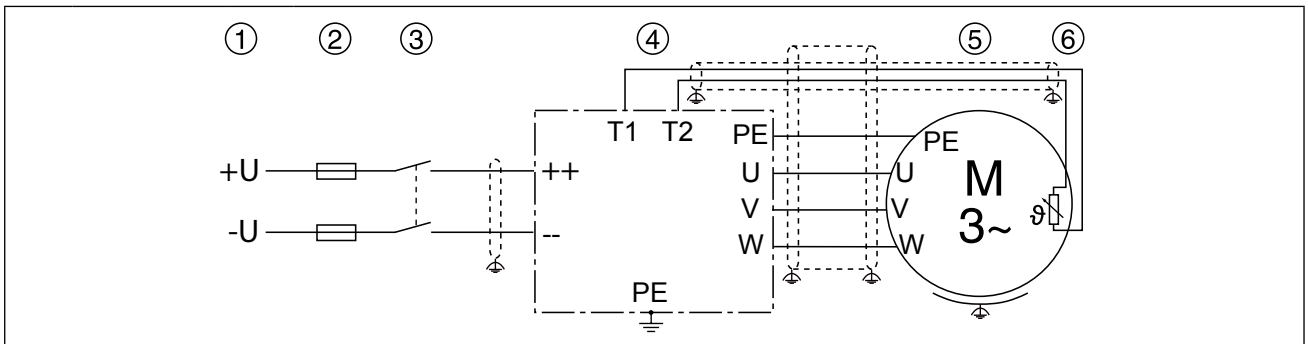 ① ② ③ ④ ⑤ ⑥
T1 T2
PE PE
+U ++ U U M
V V 3~ ϑ
-U -- W W
PE